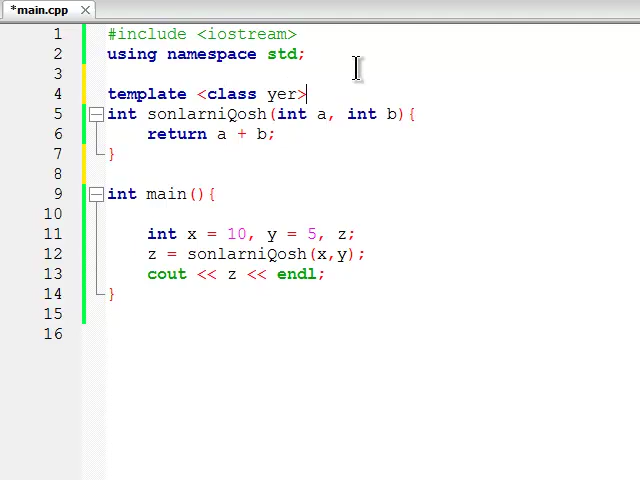 *main.cpp
1 #include <iostream>
2 using namespace std;
3
4 template <class yer>
5 int sonlarniQosh(int a, int b){
6 return a + b;
7 }
8
9 int main(){
10
11 int x = 10, y = 5, z;
12 z = sonlarniQosh(x,y);
13 cout << z << endl;
14 }
15
16